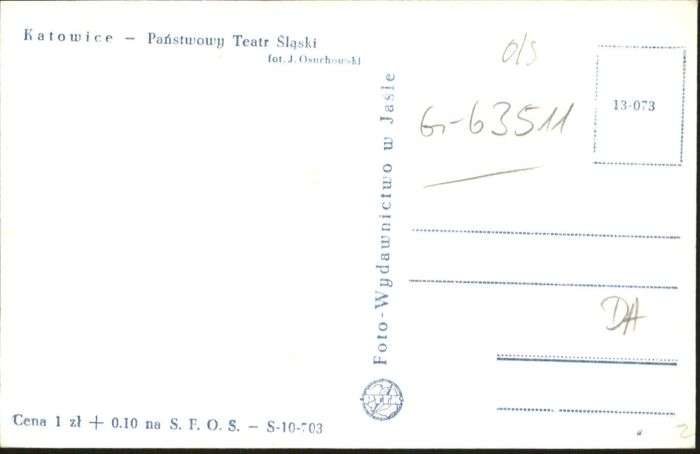 Katowice – Państwowy Teatr Śląski
fot. J. Osuchowski
Foto-Wydawnictwo w Jaśle
O/S
G-63511
13-073
DA
Cena 1 zł + 0.10 na S. F. O. S. – S-10-703
2